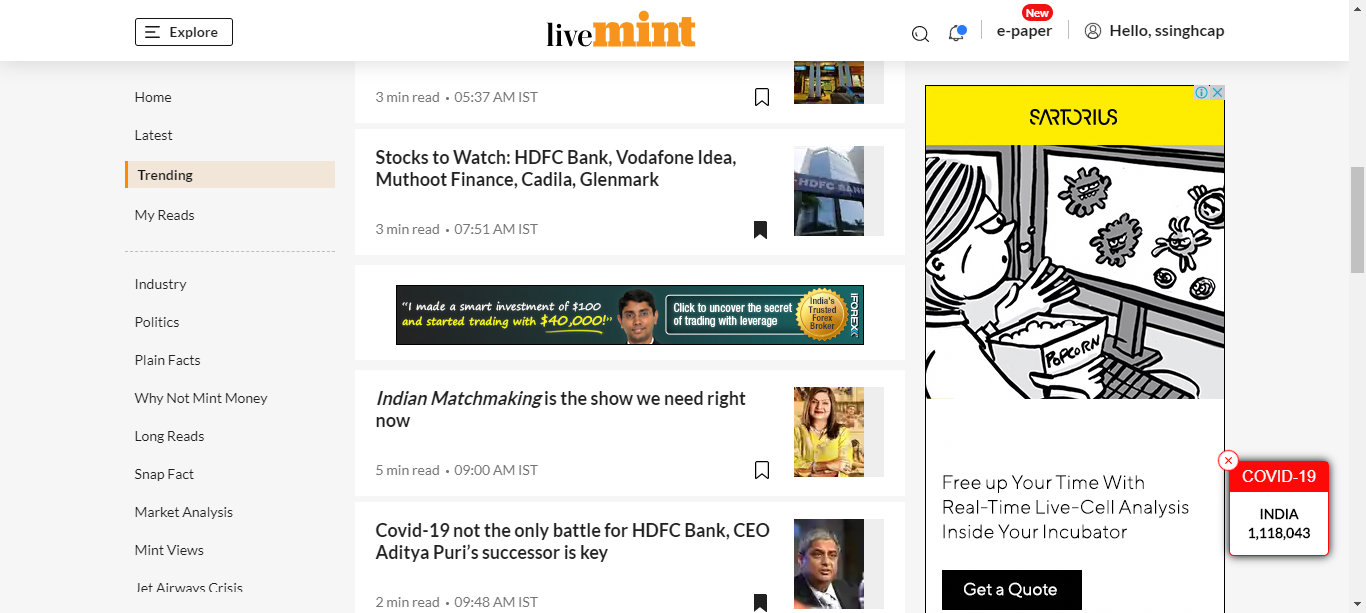 Explore
livemint
New
e-paper
Hello, ssinghcap
Home
Latest
Trending
My Reads
Industry
Politics
Plain Facts
Why Not Mint Money
Long Reads
Snap Fact
Market Analysis
Mint Views
Jet Airways Crisis
3 min read • 05:37 AM IST
Stocks to Watch: HDFC Bank, Vodafone Idea,
Muthoot Finance, Cadila, Glenmark
HDFC BANK
3 min read • 07:51 AM IST
“I made a smart investment of $100
and started trading with $40,000!”
Click to uncover the secret
of trading with leverage
India's
Trusted
Forex
Broker
iFOREX
Indian Matchmaking is the show we need right
now
5 min read • 09:00 AM IST
Covid-19 not the only battle for HDFC Bank, CEO
Aditya Puri’s successor is key
2 min read • 09:48 AM IST
SARTORIUS
POPCORN
Free up Your Time With
Real-Time Live-Cell Analysis
Inside Your Incubator
Get a Quote
COVID-19
INDIA
1,118,043